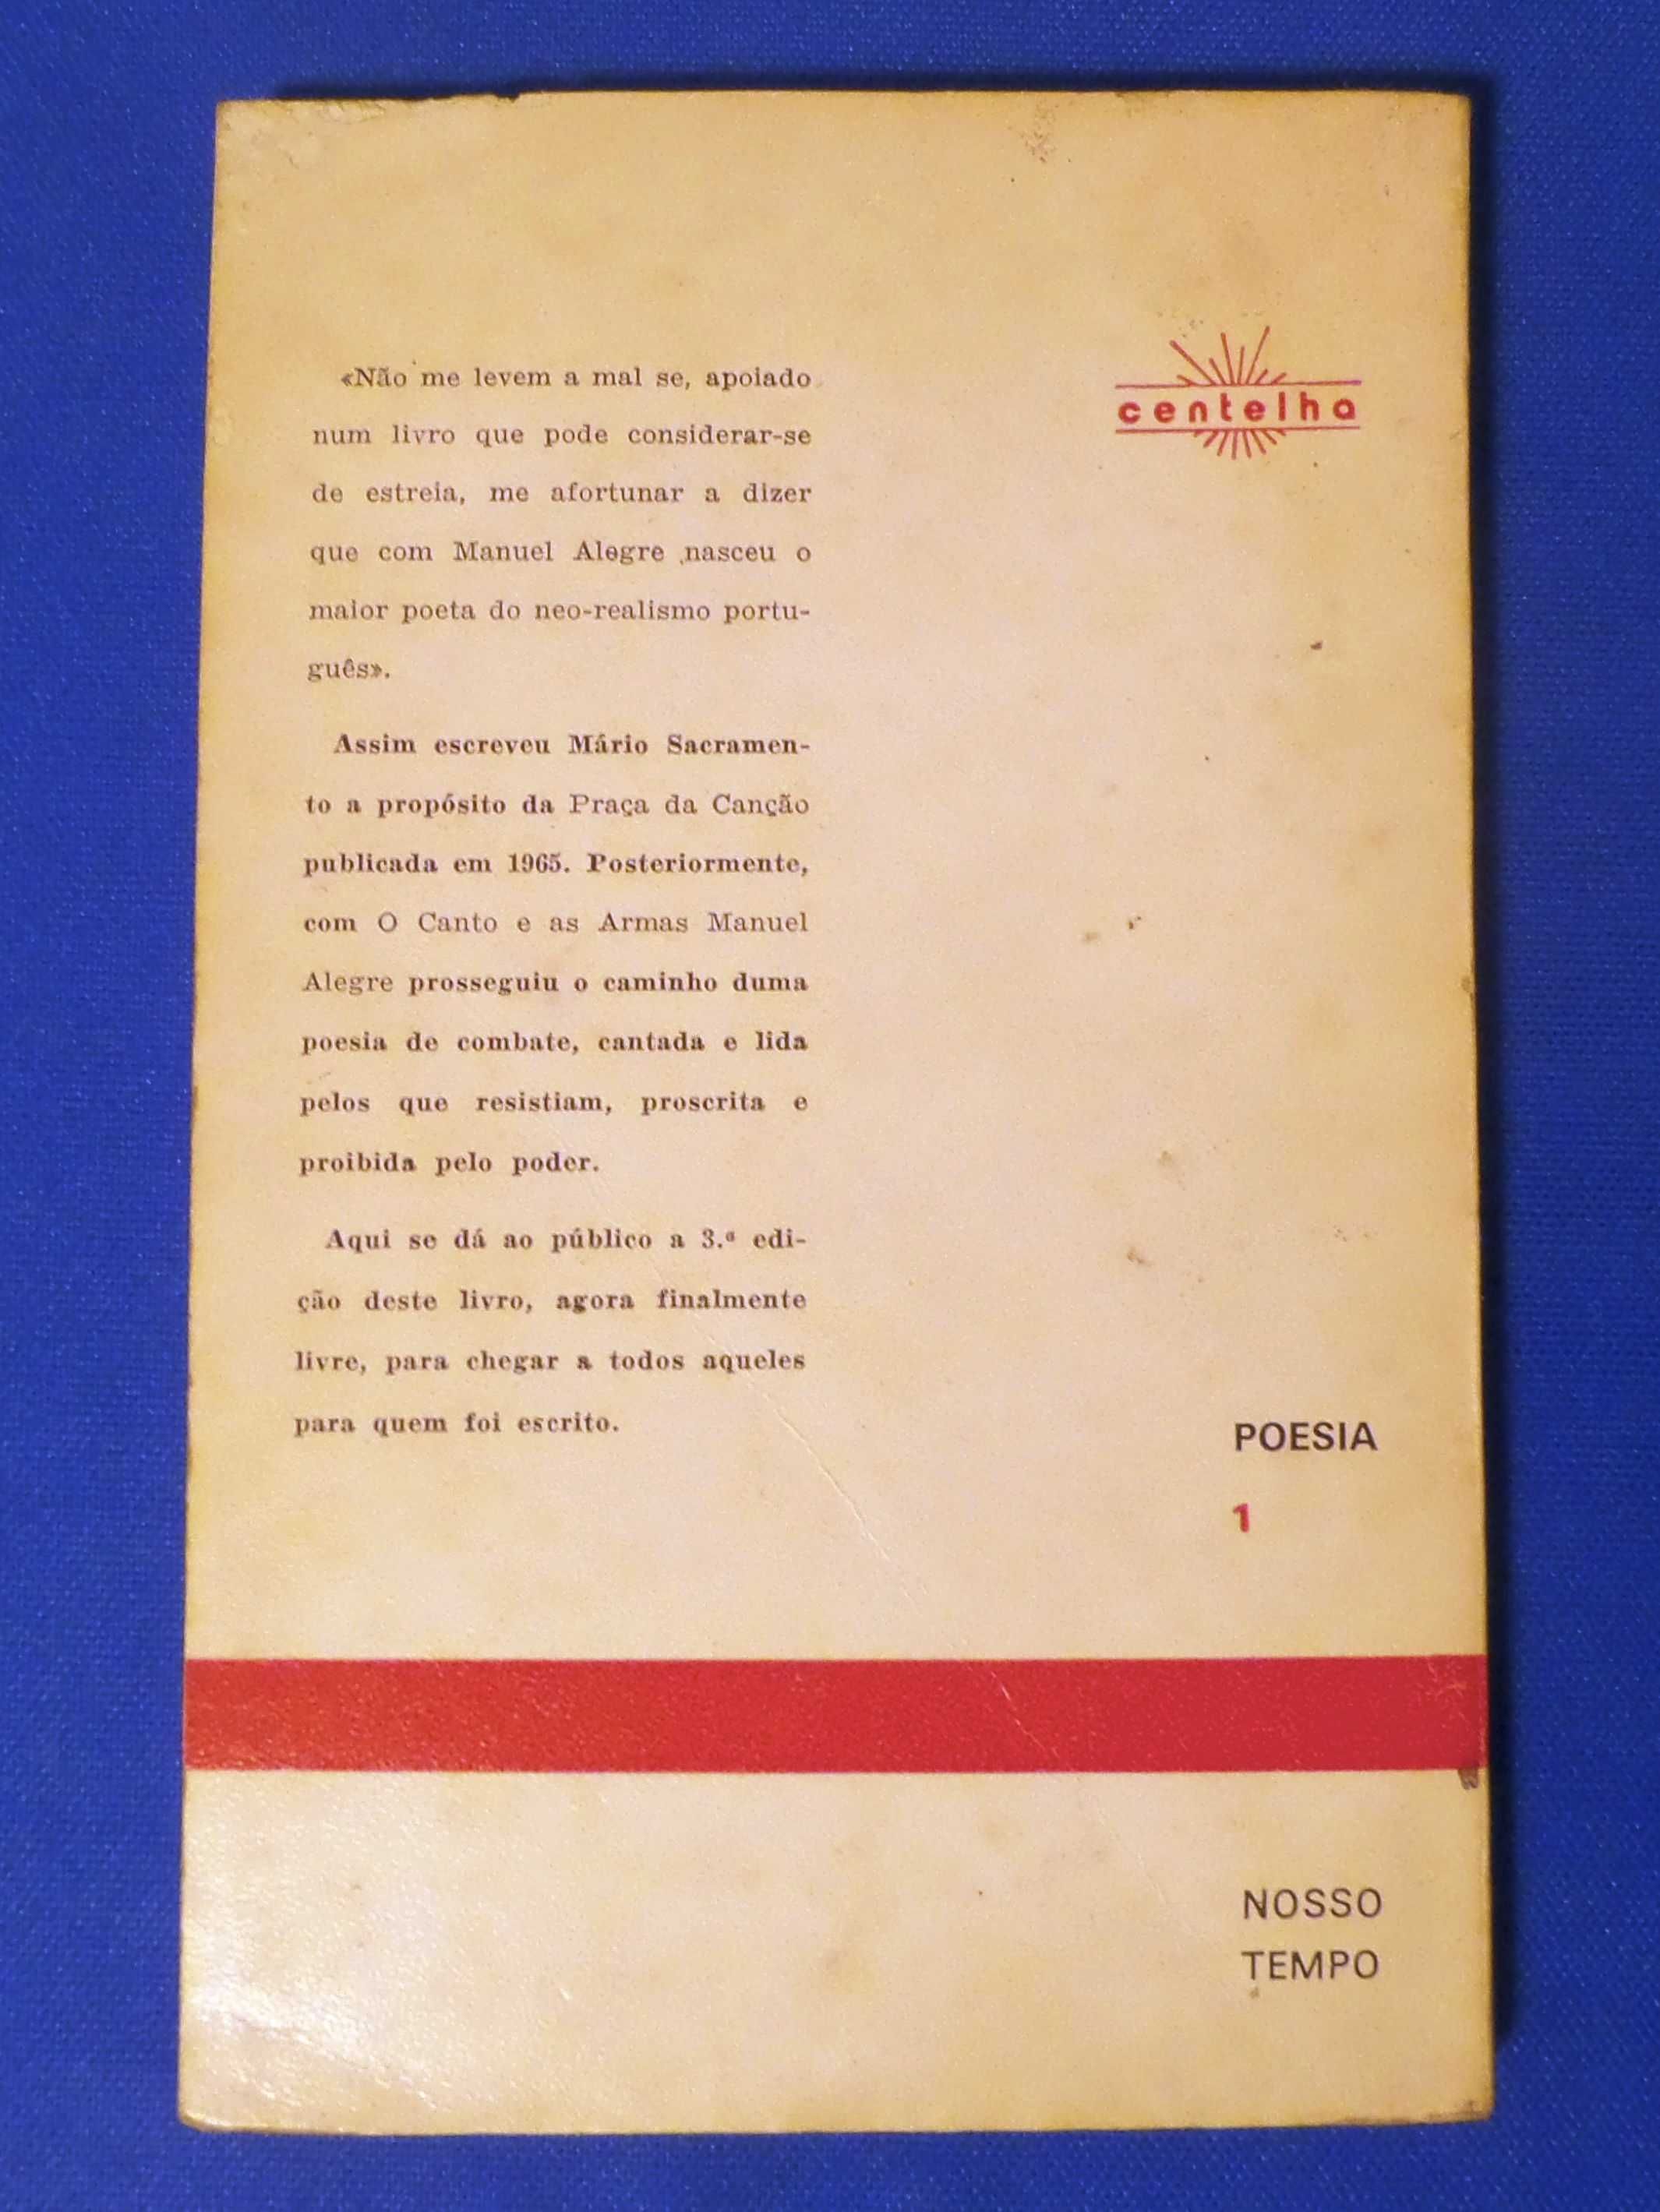 «Não me levem a mal se, apoiado
num livro que pode considerar-se
de estreia, me afortunar a dizer
que com Manuel Alegre nasceu o
maior poeta do neo-realismo portu-
guês».
Assim escreveu Mário Sacramen-
to a propósito da Praça da Canção
publicada em 1965. Posteriormente,
com O Canto e as Armas Manuel
Alegre prosseguiu o caminho duma
poesia de combate, cantada e lida
pelos que resistiam, proscrita e
proibida pelo poder.
Aqui se dá ao público a 3.ª edi-
ção deste livro, agora finalmente
livre, para chegar a todos aqueles
para quem foi escrito.
centelha
POESIA
1
NOSSO
TEMPO